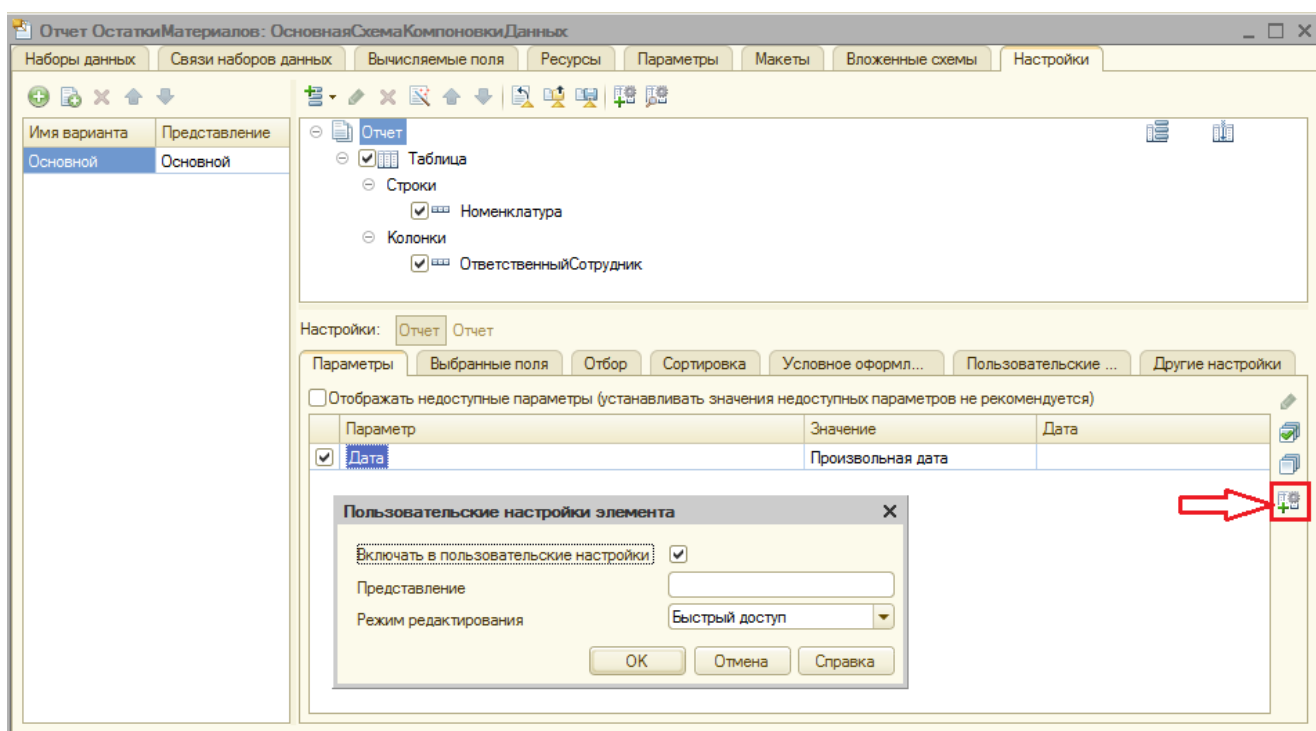 Отчет ОстаткиМатериалов: ОсновнаяСхемаКомпоновкиДанных
Наборы данных Связи наборов данных Вычисляемые поля Ресурсы Параметры Макеты Вложенные схемы Настройки
Имя варианта Представление
Основной Основной
Отчет
Таблица
Строки
Номенклатура
Колонки
ОтветственныйСотрудник
Настройки: Отчет Отчет
Параметры Выбранные поля Отбор Сортировка Условное оформл... Пользовательские ... Другие настройки
Отображать недоступные параметры (устанавливать значения недоступных параметров не рекомендуется)
Параметр Значение Дата
Дата Произвольная дата
Пользовательские настройки элемента
Включать в пользовательские настройки
Представление
Режим редактирования Быстрый доступ
OK Отмена Справка